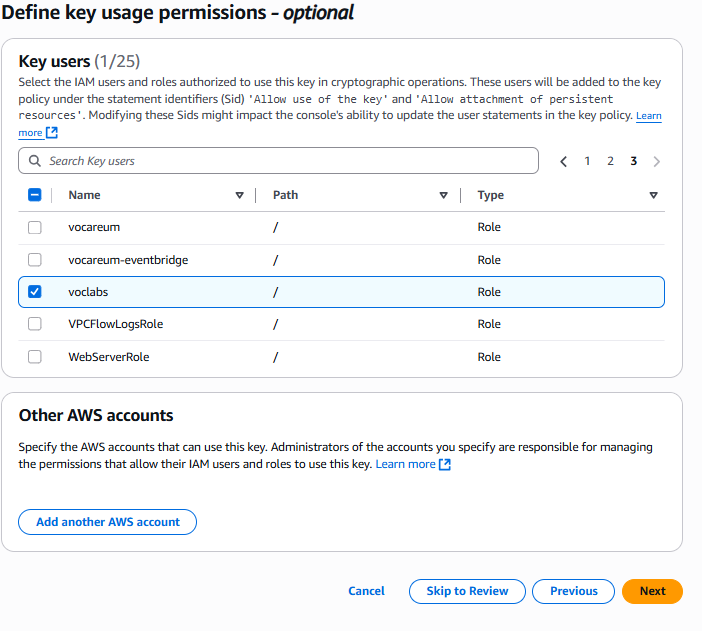 Define key usage permissions - optional
Key users (1/25)
Select the IAM users and roles authorized to use this key in cryptographic operations. These users will be added to the key
policy under the statement identifiers (Sid) 'Allow use of the key' and 'Allow attachment of persistent
resources'. Modifying these Sids might impact the console's ability to update the user statements in the key policy. Learn
more
Search Key users
1 2 3
Name Path Type
vocareum / Role
vocareum-eventbridge / Role
voclabs / Role
VPCFlowLogsRole / Role
WebServerRole / Role
Other AWS accounts
Specify the AWS accounts that can use this key. Administrators of the accounts you specify are responsible for managing
the permissions that allow their IAM users and roles to use this key. Learn more
Add another AWS account
Cancel Skip to Review Previous Next